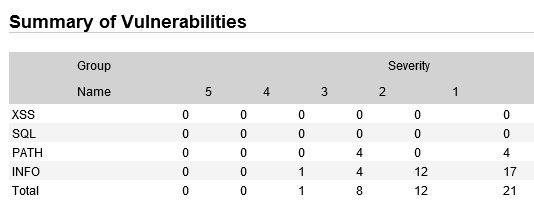 Summary of Vulnerabilities
Group Severity
Name 5 4 3 2 1
XSS 0 0 0 0 0 0
SQL 0 0 0 0 0 0
PATH 0 0 0 4 0 4
INFO 0 0 1 4 12 17
Total 0 0 1 8 12 21